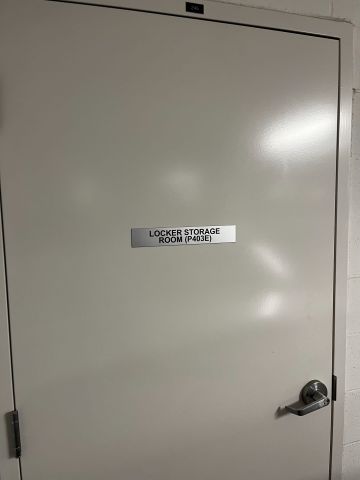 LOCKER STORAGE
ROOM (P403E)